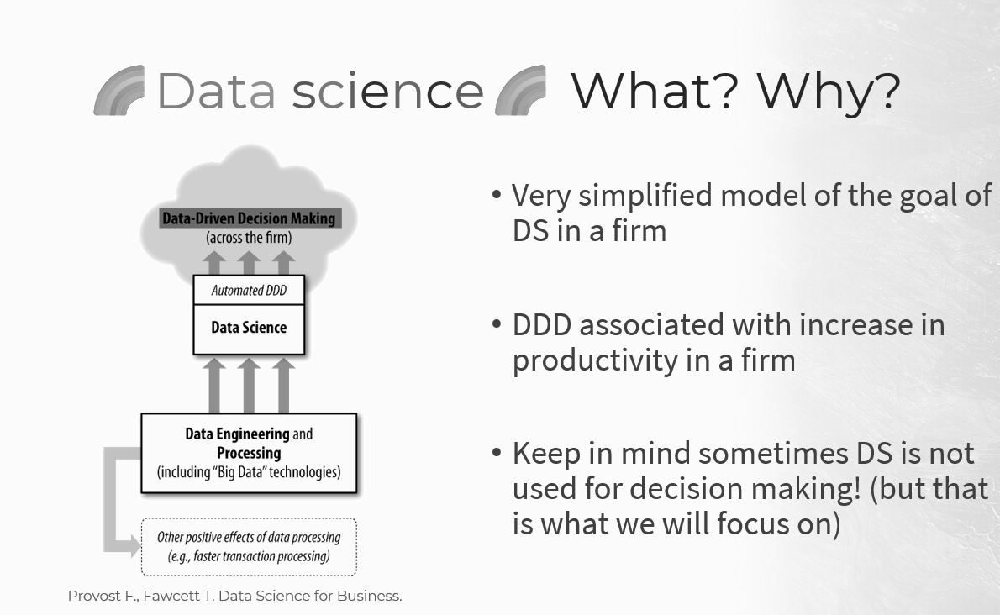 Data science What? Why?
Data-Driven Decision Making
(across the firm)
Automated DDD
Data Science
Data Engineering and
Processing
(including “Big Data” technologies)
Other positive effects of data processing
(e.g., faster transaction processing)
Provost F., Fawcett T. Data Science for Business.
• Very simplified model of the goal of
DS in a firm
• DDD associated with increase in
productivity in a firm
• Keep in mind sometimes DS is not
used for decision making! (but that
is what we will focus on)